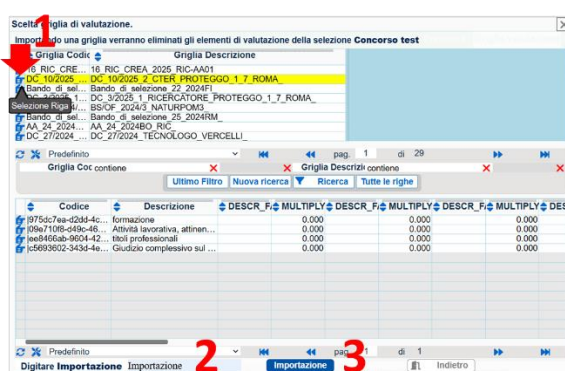 Scelta griglia di valutazione.
1
Importando una griglia verranno eliminati gli elementi di valutazione della selezione Concorso test
Griglia Codic Griglia Descrizione
16_RIC_CRE... 16_RIC_CREA_2025_RIC-AA01
DC_10/2025_... DC_10/2025_2_CTER_PROTEGGO_1_7_ROMA_
Bando_di_sel... Bando_di_selezione_22_2024FI_
DC_3/2025_1_RICERCATORE_PROTEGGO_1_7_ROMA_
Selezione Riga BS/OF_2024/3_NATURPOM3_
Bando_di_sel... Bando_di_selezione_25_2024RM_
AA_24_2024... AA_24_2024BO_RIC_
DC_27/2024_... DC_27/2024_TECNOLOGO_VERCELLI_
Predefinito pag. 1 di 29
Griglia Coc contiene Griglia Descrizi contiene
Ultimo Filtro Nuova ricerca Ricerca Tutte le righe
Codice Descrizione DESCR_F MULTIPLY DESCR_F MULTIPLY DESCR_F MULTIPLY DES
975dc7ea-d2dd-4c... formazione 0.000 0.000 0.000
09e710f8-d49c-46... Attività lavorativa, attinen... 0.000 0.000 0.000
ee8466ab-9604-42... titoli professionali 0.000 0.000 0.000
c5693602-343d-4e... Giudizio complessivo sul ... 0.000 0.000 0.000
Predefinito pag. 1 di 1
Digitare Importazione Importazione 2 Importazione 3 Indietro